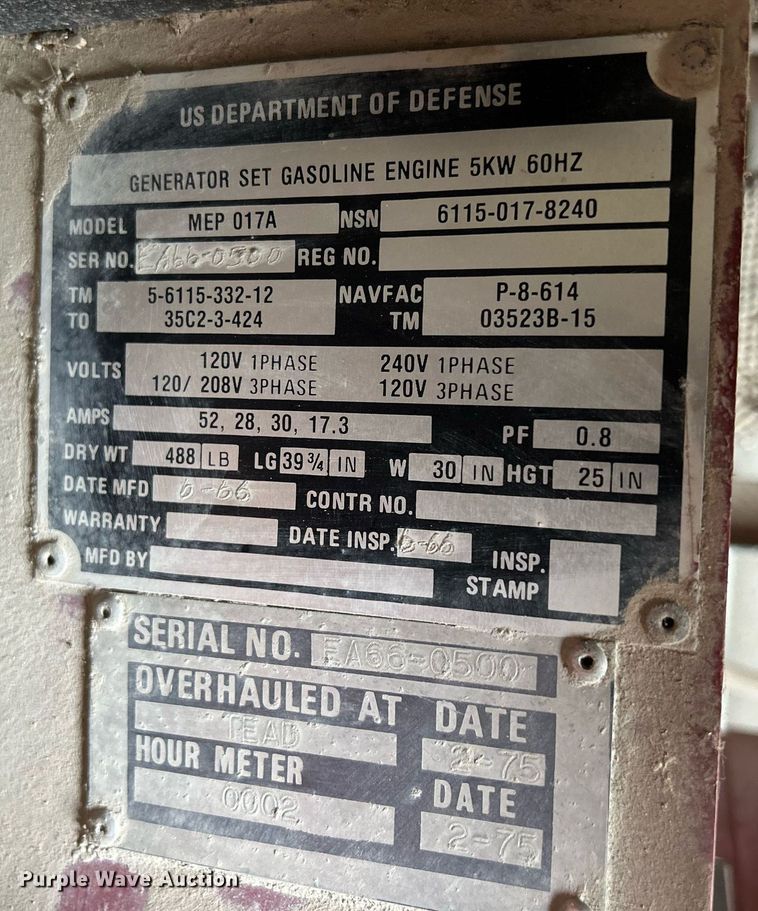 US DEPARTMENT OF DEFENSE
GENERATOR SET GASOLINE ENGINE 5KW 60HZ
MODEL MEP 017A NSN 6115-017-8240
SER NO. EA66-0500 REG NO.
TM 5-6115-332-12 NAVFAC P-8-614
TO 35C2-3-424 TM 03523B-15
VOLTS 120V 1PHASE 240V 1PHASE
120/ 208V 3PHASE 120V 3PHASE
AMPS 52, 28, 30, 17.3 PF 0.8
DRY WT 488 LB LG 39 3/4 IN W 30 IN HGT 25 IN
DATE MFD 6-66 CONTR NO.
WARRANTY DATE INSP. 6-66 INSP. STAMP
MFD BY
SERIAL NO. EA66-0500
OVERHAULED AT DATE
TEAD 2-75
HOUR METER DATE
0002 2-75
Purple Wave Auction